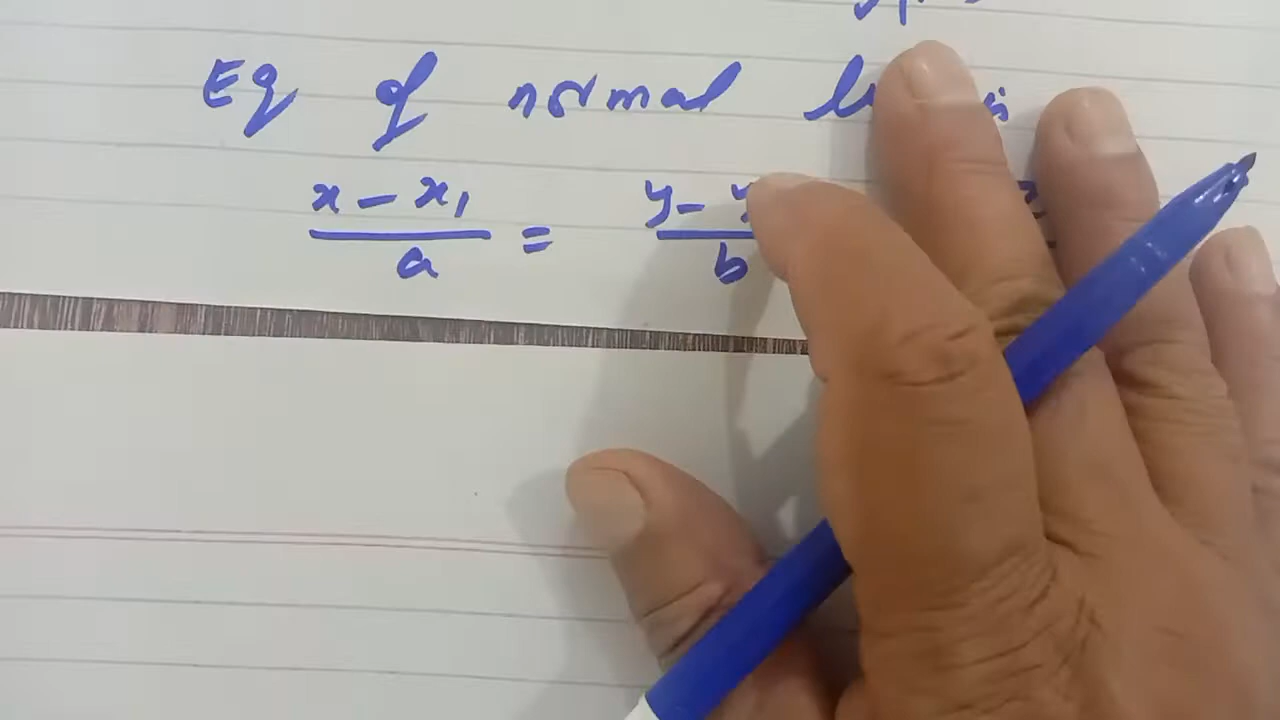 Eq of normal
x - x₁ / a = y - y / b